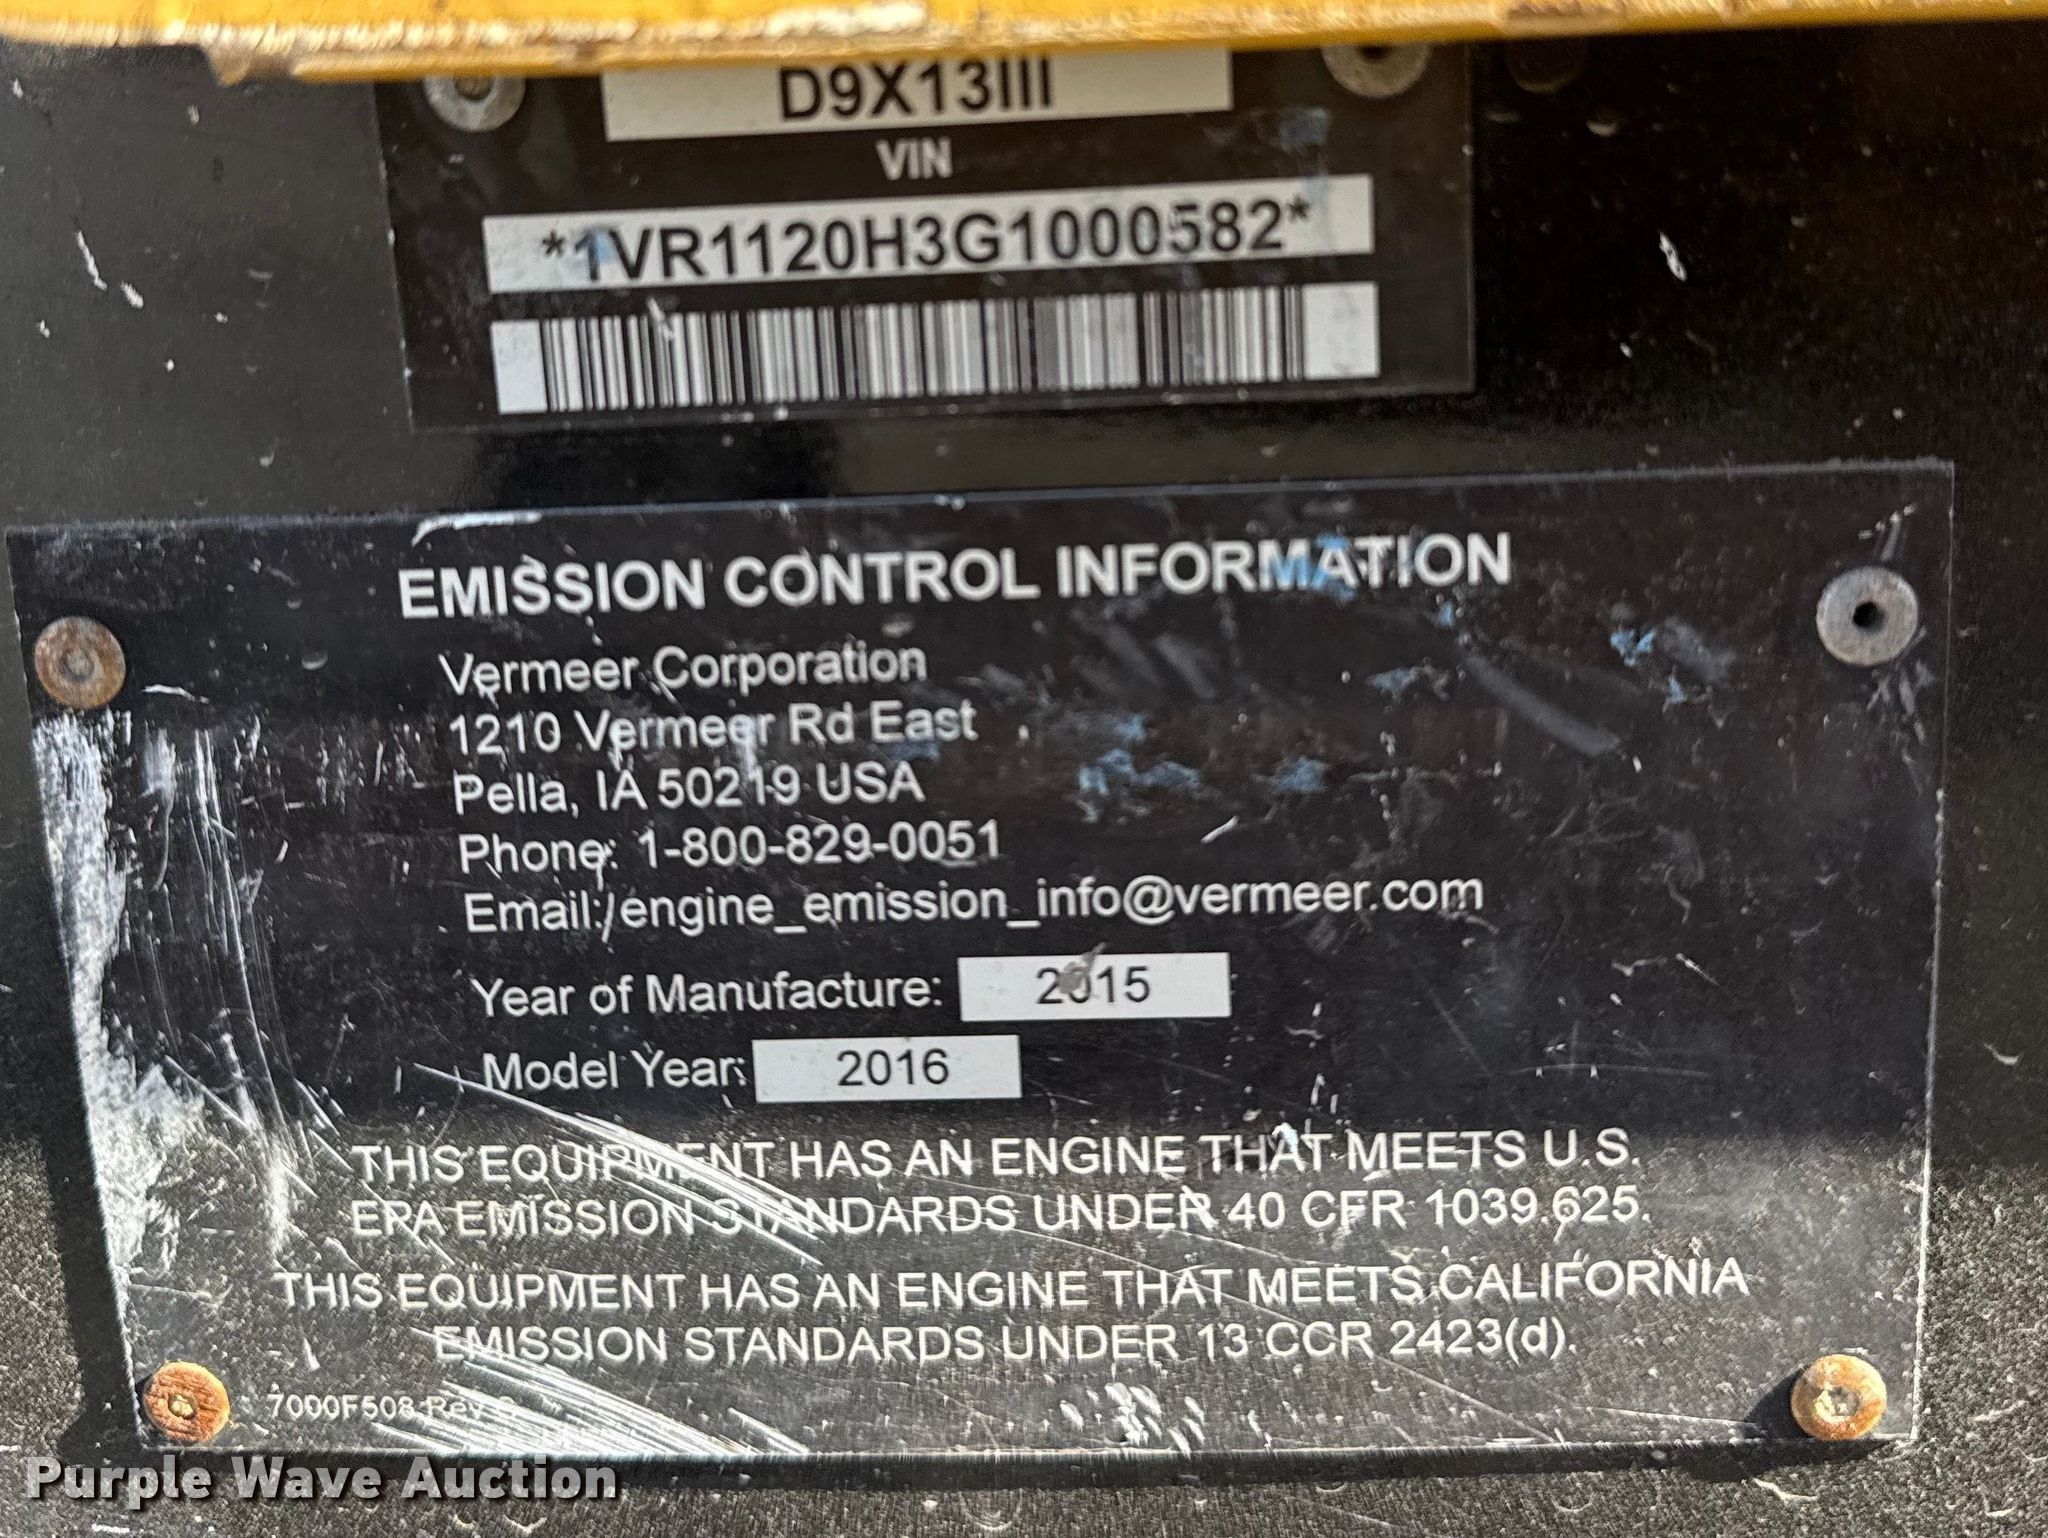 D9X13III
VIN
*1VR1120H3G1000582*
EMISSION CONTROL INFORMATION
Vermeer Corporation
1210 Vermeer Rd East
Pella, IA 50219 USA
Phone: 1-800-829-0051
Email: engine_emission_info@vermeer.com
Year of Manufacture: 2015
Model Year: 2016
THIS EQUIPMENT HAS AN ENGINE THAT MEETS U.S.
EPA EMISSION STANDARDS UNDER 40 CFR 1039.625.
THIS EQUIPMENT HAS AN ENGINE THAT MEETS CALIFORNIA
EMISSION STANDARDS UNDER 13 CCR 2423(d).
7000F508 Rev
Purple Wave Auction